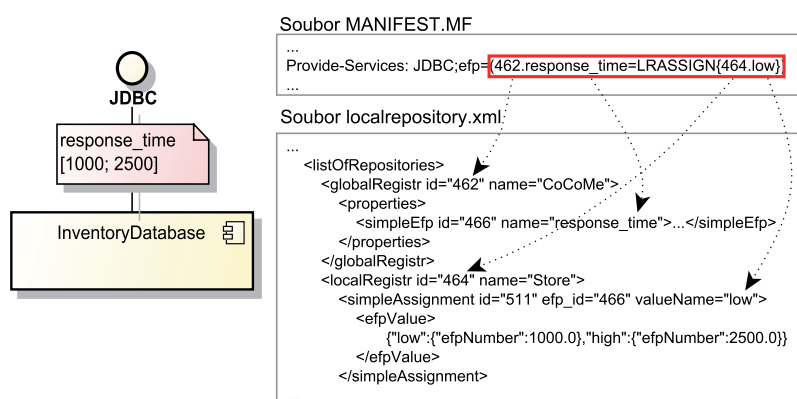 JDBC
response_time
[1000; 2500]
InventoryDatabase
Soubor MANIFEST.MF
...
Provide-Services: JDBC;efp=(462.response_time=LRASSIGN{464.low})
...
Soubor localrepository.xml
...
<listOfRepositories>
<globalRegistr id="462" name="CoCoMe">
<properties>
<simpleEfp id="466" name="response_time">...</simpleEfp>
</properties>
</globalRegistr>
<localRegistr id="464" name="Store">
<simpleAssignment id="511" efp_id="466" valueName="low">
<efpValue>
{"low":{"efpNumber":1000.0},"high":{"efpNumber":2500.0}}
</efpValue>
</simpleAssignment>